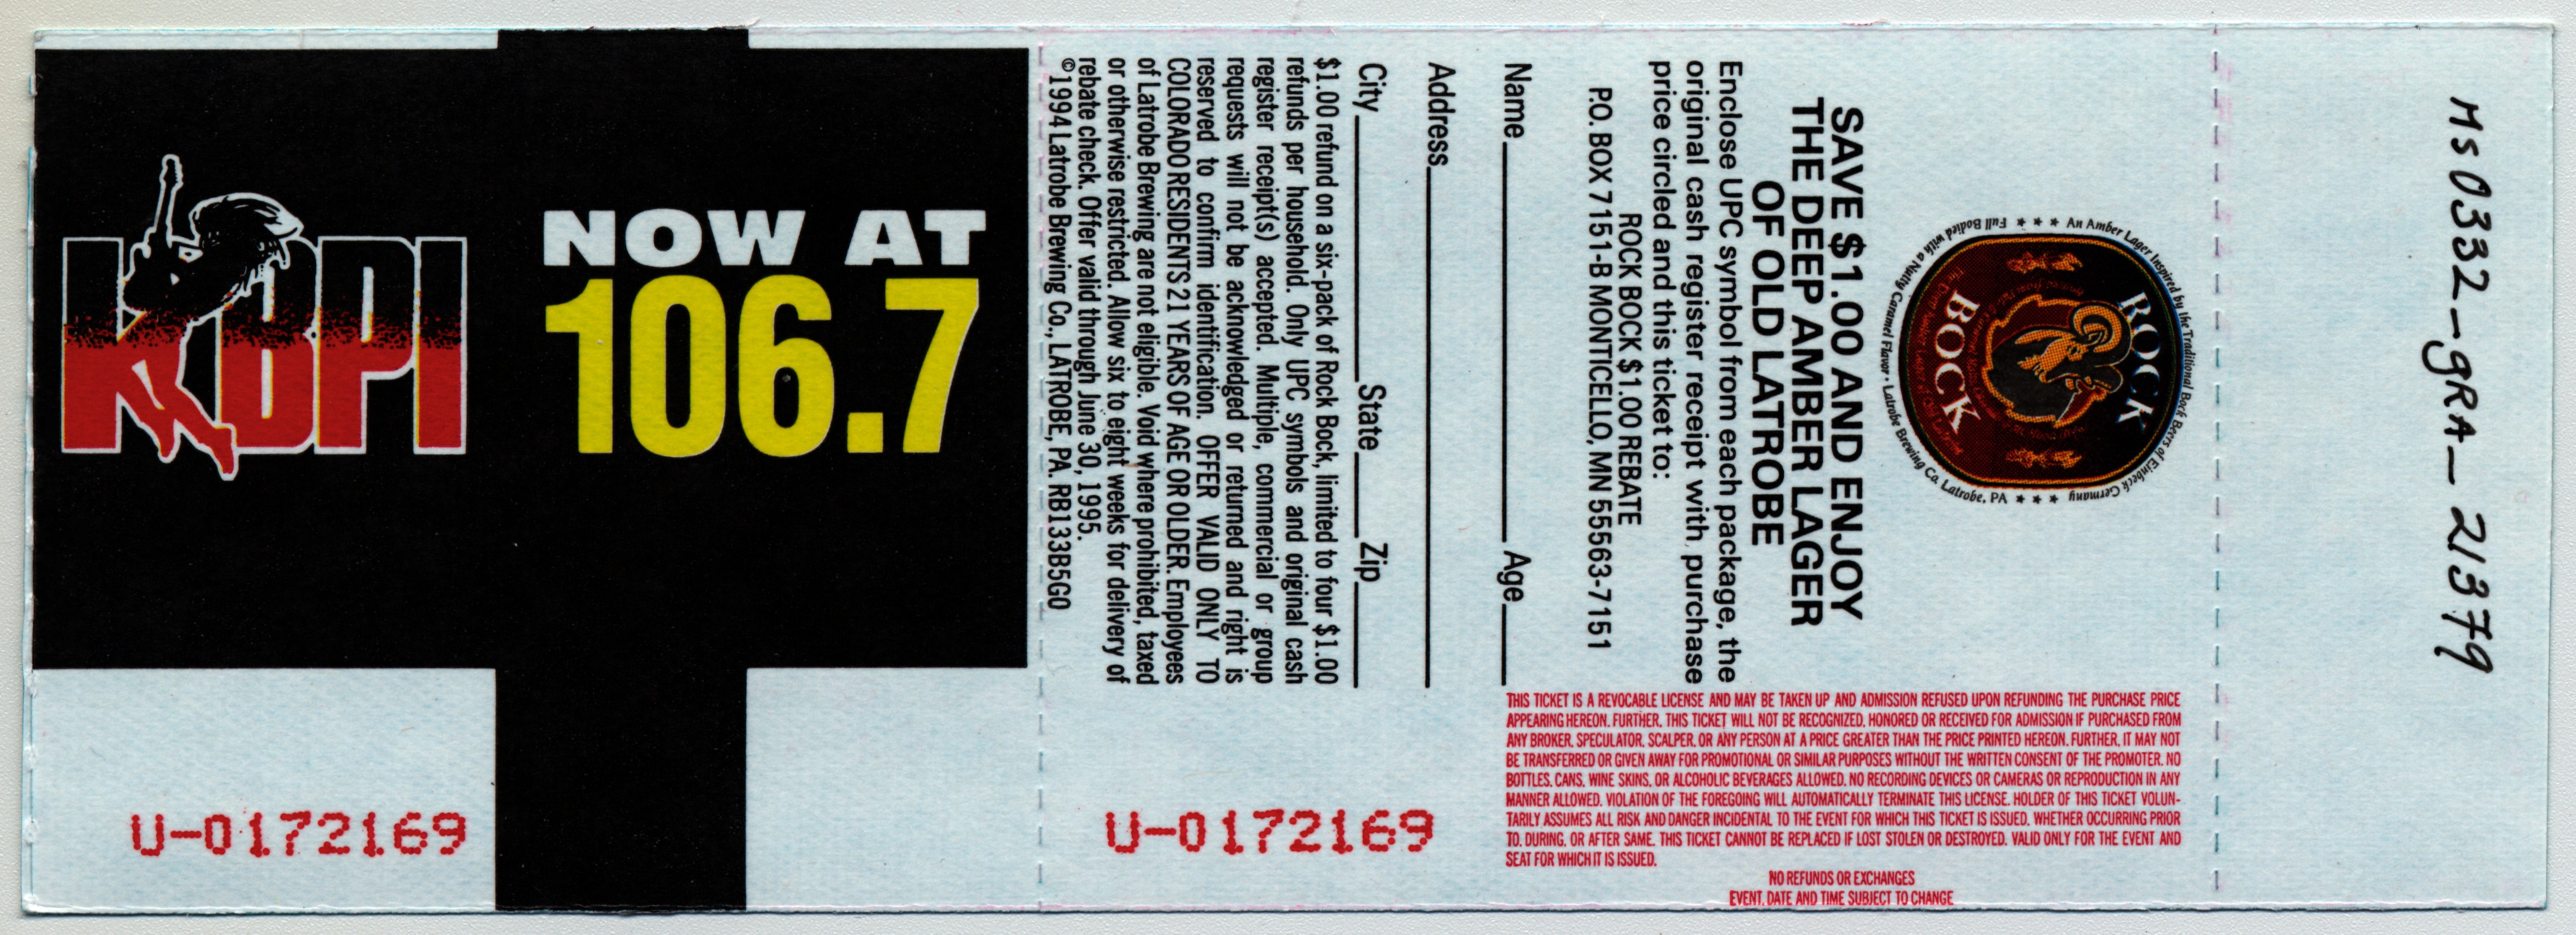 KBPI
NOW AT
106.7
U-0172169
ROCK
BOCK
An Amber Lager Inspired by the Traditional Bock Beers of Einbeck Germany ★ ★ ★
Full Bodied with a Nutty Caramel Flavor • Latrobe Brewing Co. Latrobe, PA ★ ★ ★
SAVE $1.00 AND ENJOY
THE DEEP AMBER LAGER
OF OLD LATROBE
Enclose UPC symbol from each package, the
original cash register receipt with purchase
price circled and this ticket to:
ROCK BOCK $1.00 REBATE
P.O. BOX 7151-B MONTICELLO, MN 55563-7151
Name Age
Address
City State Zip
$1.00 refund on a six-pack of Rock Bock, limited to four $1.00
refunds per household. Only UPC symbols and original cash
register receipt(s) accepted. Multiple, commercial or group
requests will not be acknowledged or returned and right is
reserved to confirm identification. OFFER VALID ONLY TO
COLORADO RESIDENTS 21 YEARS OF AGE OR OLDER. Employees
of Latrobe Brewing are not eligible. Void where prohibited, taxed
or otherwise restricted. Allow six to eight weeks for delivery of
rebate check. Offer valid through June 30, 1995.
©1994 Latrobe Brewing Co., LATROBE, PA. RB133B5G0
U-0172169
THIS TICKET IS A REVOCABLE LICENSE AND MAY BE TAKEN UP AND ADMISSION REFUSED UPON REFUNDING THE PURCHASE PRICE
APPEARING HEREON. FURTHER, THIS TICKET WILL NOT BE RECOGNIZED, HONORED OR RECEIVED FOR ADMISSION IF PURCHASED FROM
ANY BROKER, SPECULATOR, SCALPER, OR ANY PERSON AT A PRICE GREATER THAN THE PRICE PRINTED HEREON. FURTHER, IT MAY NOT
BE TRANSFERRED OR GIVEN AWAY FOR PROMOTIONAL OR SIMILAR PURPOSES WITHOUT THE WRITTEN CONSENT OF THE PROMOTER. NO
BOTTLES, CANS, WINE SKINS, OR ALCOHOLIC BEVERAGES ALLOWED. NO RECORDING DEVICES OR CAMERAS OR REPRODUCTION IN ANY
MANNER ALLOWED. VIOLATION OF THE FOREGOING WILL AUTOMATICALLY TERMINATE THIS LICENSE. HOLDER OF THIS TICKET VOLUN-
TARILY ASSUMES ALL RISK AND DANGER INCIDENTAL TO THE EVENT FOR WHICH THIS TICKET IS ISSUED. WHETHER OCCURRING PRIOR
TO, DURING, OR AFTER SAME. THIS TICKET CANNOT BE REPLACED IF LOST STOLEN OR DESTROYED. VALID ONLY FOR THE EVENT AND
SEAT FOR WHICH IT IS ISSUED.
NO REFUNDS OR EXCHANGES
EVENT, DATE AND TIME SUBJECT TO CHANGE
MS0332-gRA-21379